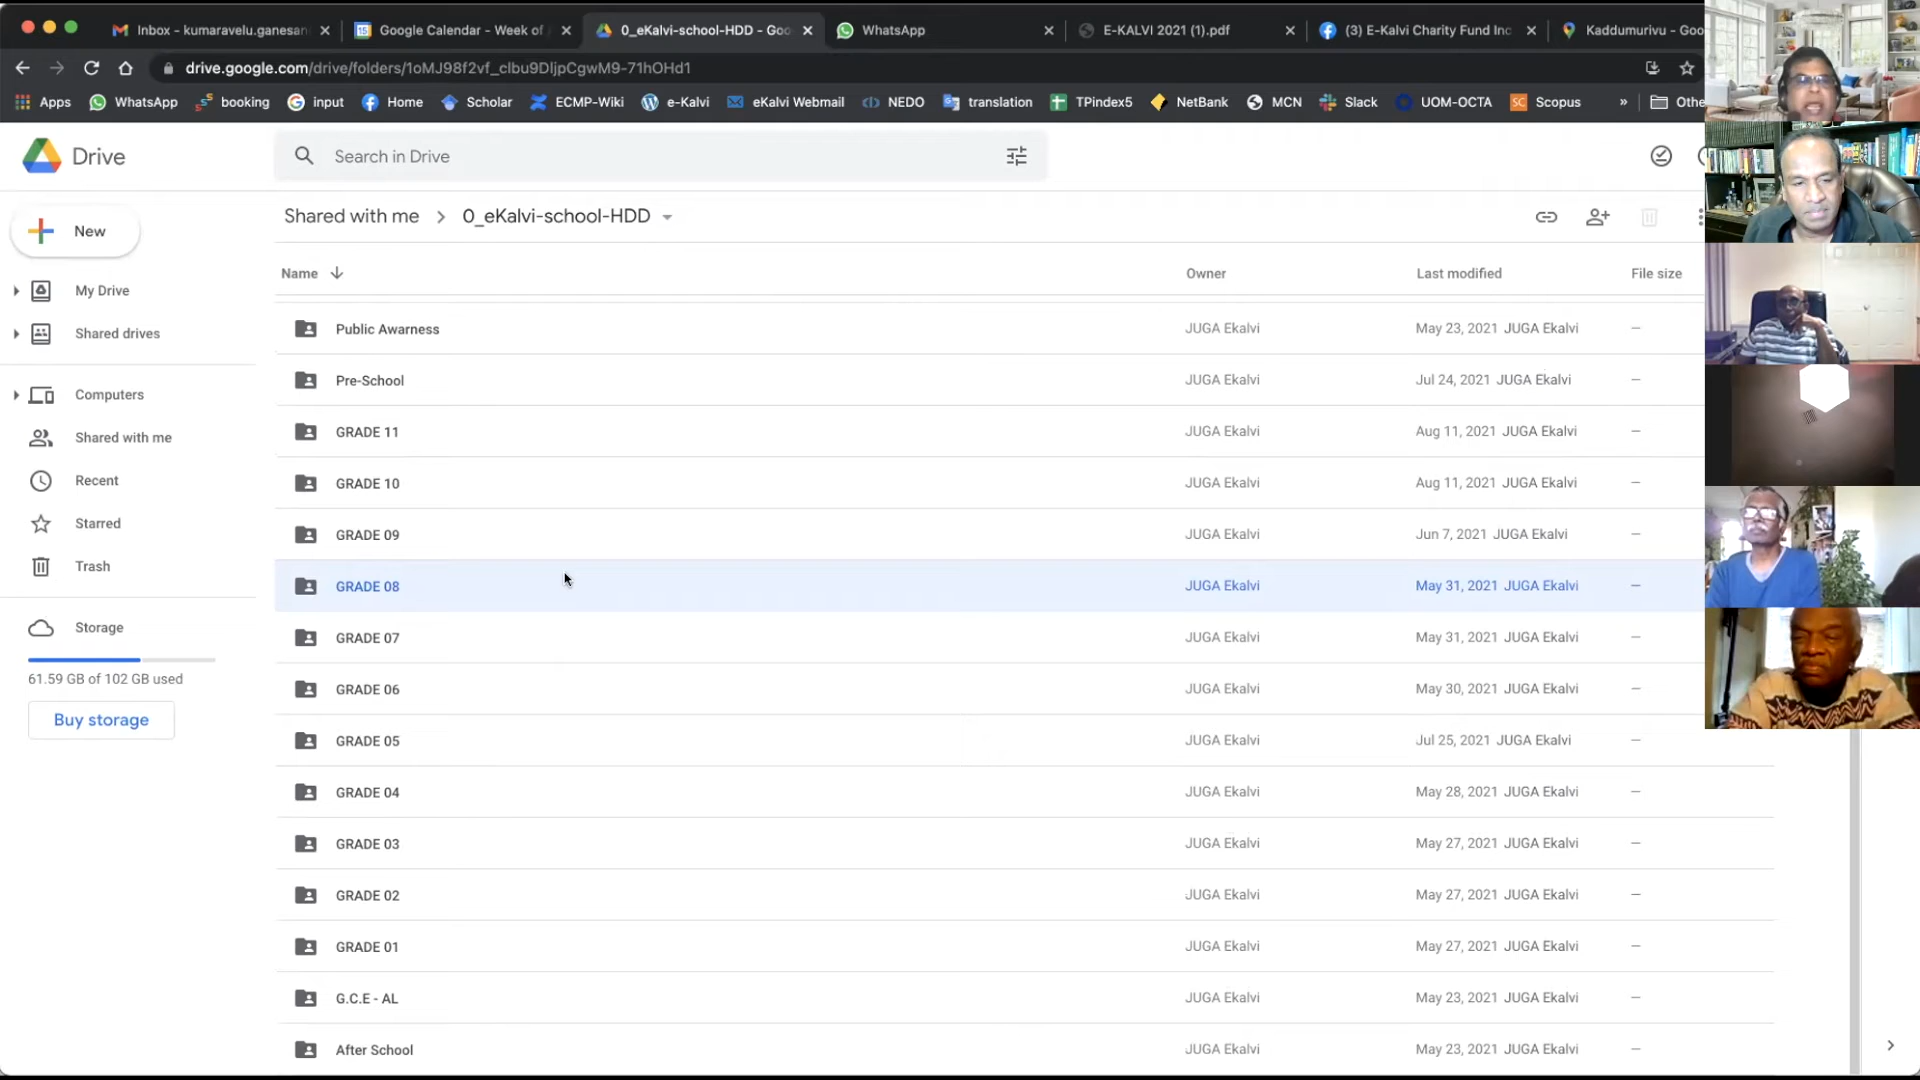 Inbox - kumaravelu.ganesan
Google Calendar - Week of
0_eKalvi-school-HDD - Goo
WhatsApp
E-KALVI 2021 (1).pdf
(3) E-Kalvi Charity Fund Inc
Kaddumurivu - Goo
drive.google.com/drive/folders/1oMJ98f2vf_clbu9DljpCgwM9-71hOHd1
Apps WhatsApp booking input Home Scholar ECMP-Wiki e-Kalvi eKalvi Webmail NEDO translation TPindex5 NetBank MCN Slack UOM-OCTA SC Scopus » Othe
Drive
Search in Drive
New
My Drive
Shared drives
Computers
Shared with me
Recent
Starred
Trash
Storage
61.59 GB of 102 GB used
Buy storage
Shared with me > 0_eKalvi-school-HDD
Name Owner Last modified File size
Public Awarness JUGA Ekalvi May 23, 2021 JUGA Ekalvi —
Pre-School JUGA Ekalvi Jul 24, 2021 JUGA Ekalvi —
GRADE 11 JUGA Ekalvi Aug 11, 2021 JUGA Ekalvi —
GRADE 10 JUGA Ekalvi Aug 11, 2021 JUGA Ekalvi —
GRADE 09 JUGA Ekalvi Jun 7, 2021 JUGA Ekalvi —
GRADE 08 JUGA Ekalvi May 31, 2021 JUGA Ekalvi —
GRADE 07 JUGA Ekalvi May 31, 2021 JUGA Ekalvi —
GRADE 06 JUGA Ekalvi May 30, 2021 JUGA Ekalvi —
GRADE 05 JUGA Ekalvi Jul 25, 2021 JUGA Ekalvi —
GRADE 04 JUGA Ekalvi May 28, 2021 JUGA Ekalvi —
GRADE 03 JUGA Ekalvi May 27, 2021 JUGA Ekalvi —
GRADE 02 JUGA Ekalvi May 27, 2021 JUGA Ekalvi —
GRADE 01 JUGA Ekalvi May 27, 2021 JUGA Ekalvi —
G.C.E - AL JUGA Ekalvi May 23, 2021 JUGA Ekalvi —
After School JUGA Ekalvi May 23, 2021 JUGA Ekalvi —